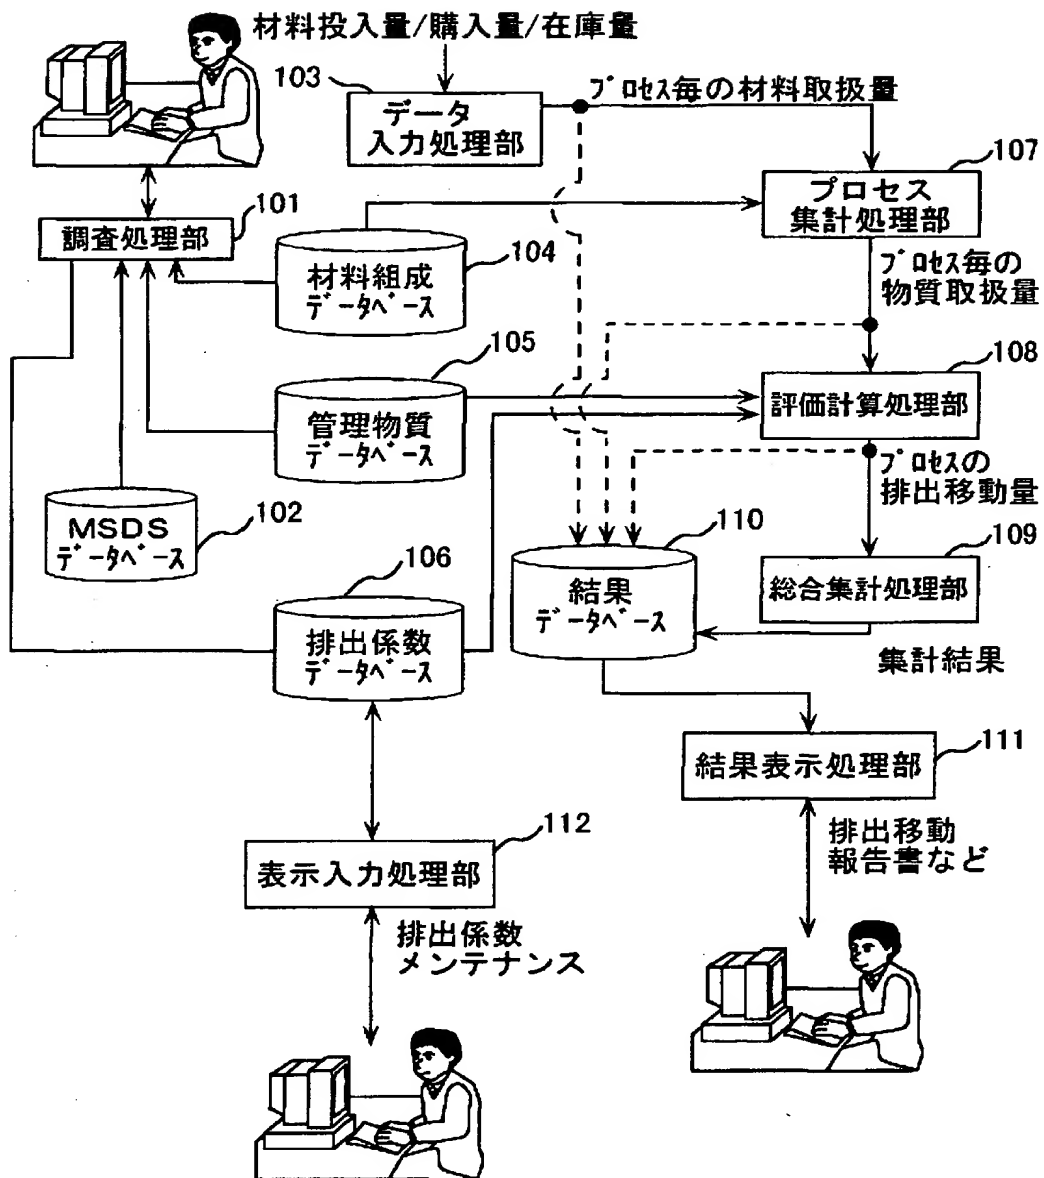 材料投入量/購入量/在庫量
103
データ
入力処理部
プロセス毎の材料取扱量
107
プロセス
集計処理部
101
調査処理部
104
材料組成
データベース
プロセス毎の
物質取扱量
105
管理物質
データベース
108
評価計算処理部
プロセスの
排出移動量
102
MSDS
データベース
110
結果
データベース
109
総合集計処理部
集計結果
106
排出係数
データベース
111
結果表示処理部
排出移動
報告書など
112
表示入力処理部
排出係数
メンテナンス